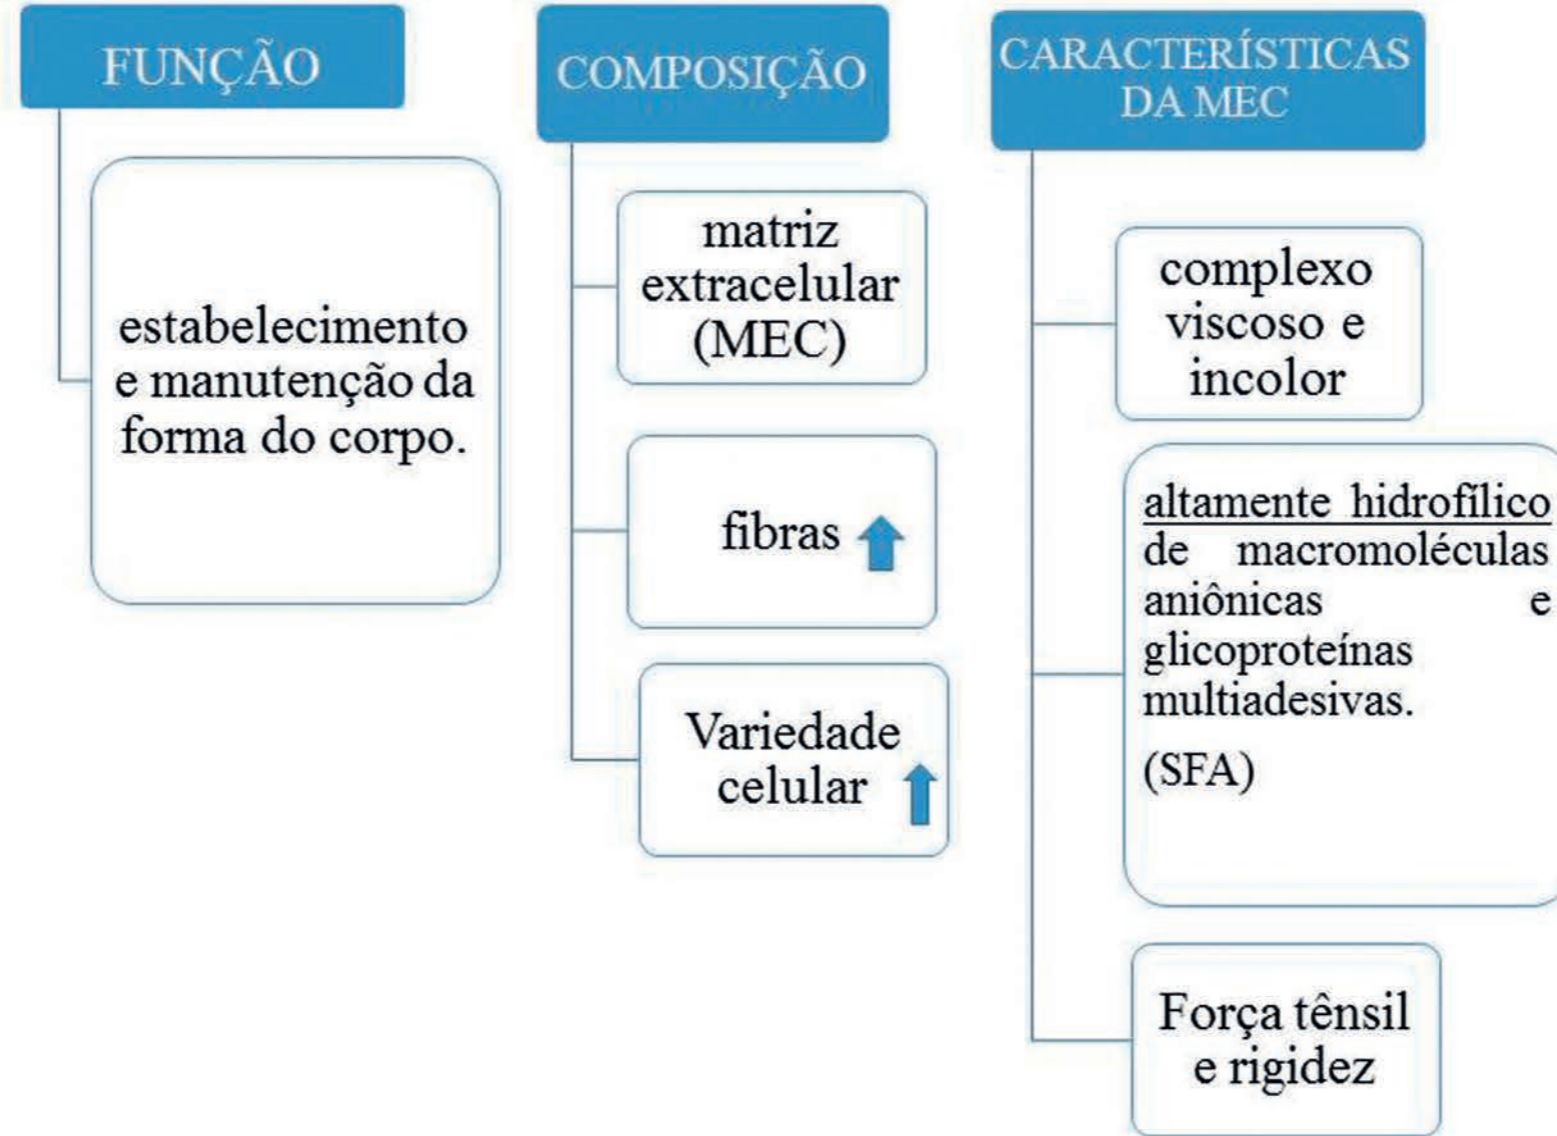 FUNÇÃO
estabelecimento
e manutenção da
forma do corpo.
COMPOSIÇÃO
matriz
extracelular
(MEC)
fibras
Variedade
celular
CARACTERÍSTICAS
DA MEC
complexo
viscoso e
incolor
altamente hidrofílico
de macromoléculas
aniônicas e
glicoproteínas
multiadesivas.
(SFA)
Força tênsil
e rigidez